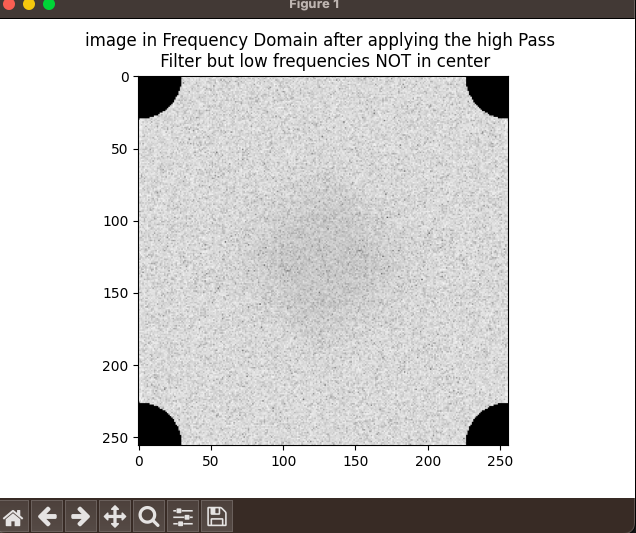 Figure 1
image in Frequency Domain after applying the high Pass
Filter but low frequencies NOT in center
0
50
100
150
200
250
0 50 100 150 200 250